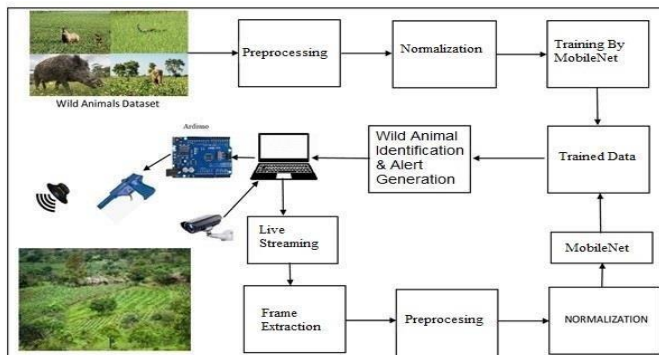 Preprocessing
Normalization
Training By
MobileNet
Wild Animals Dataset
Arduino
Wild Animal
Identification
& Alert
Generation
Trained Data
Live
Streaming
MobileNet
Frame
Extraction
Preprocesing
NORMALIZATION